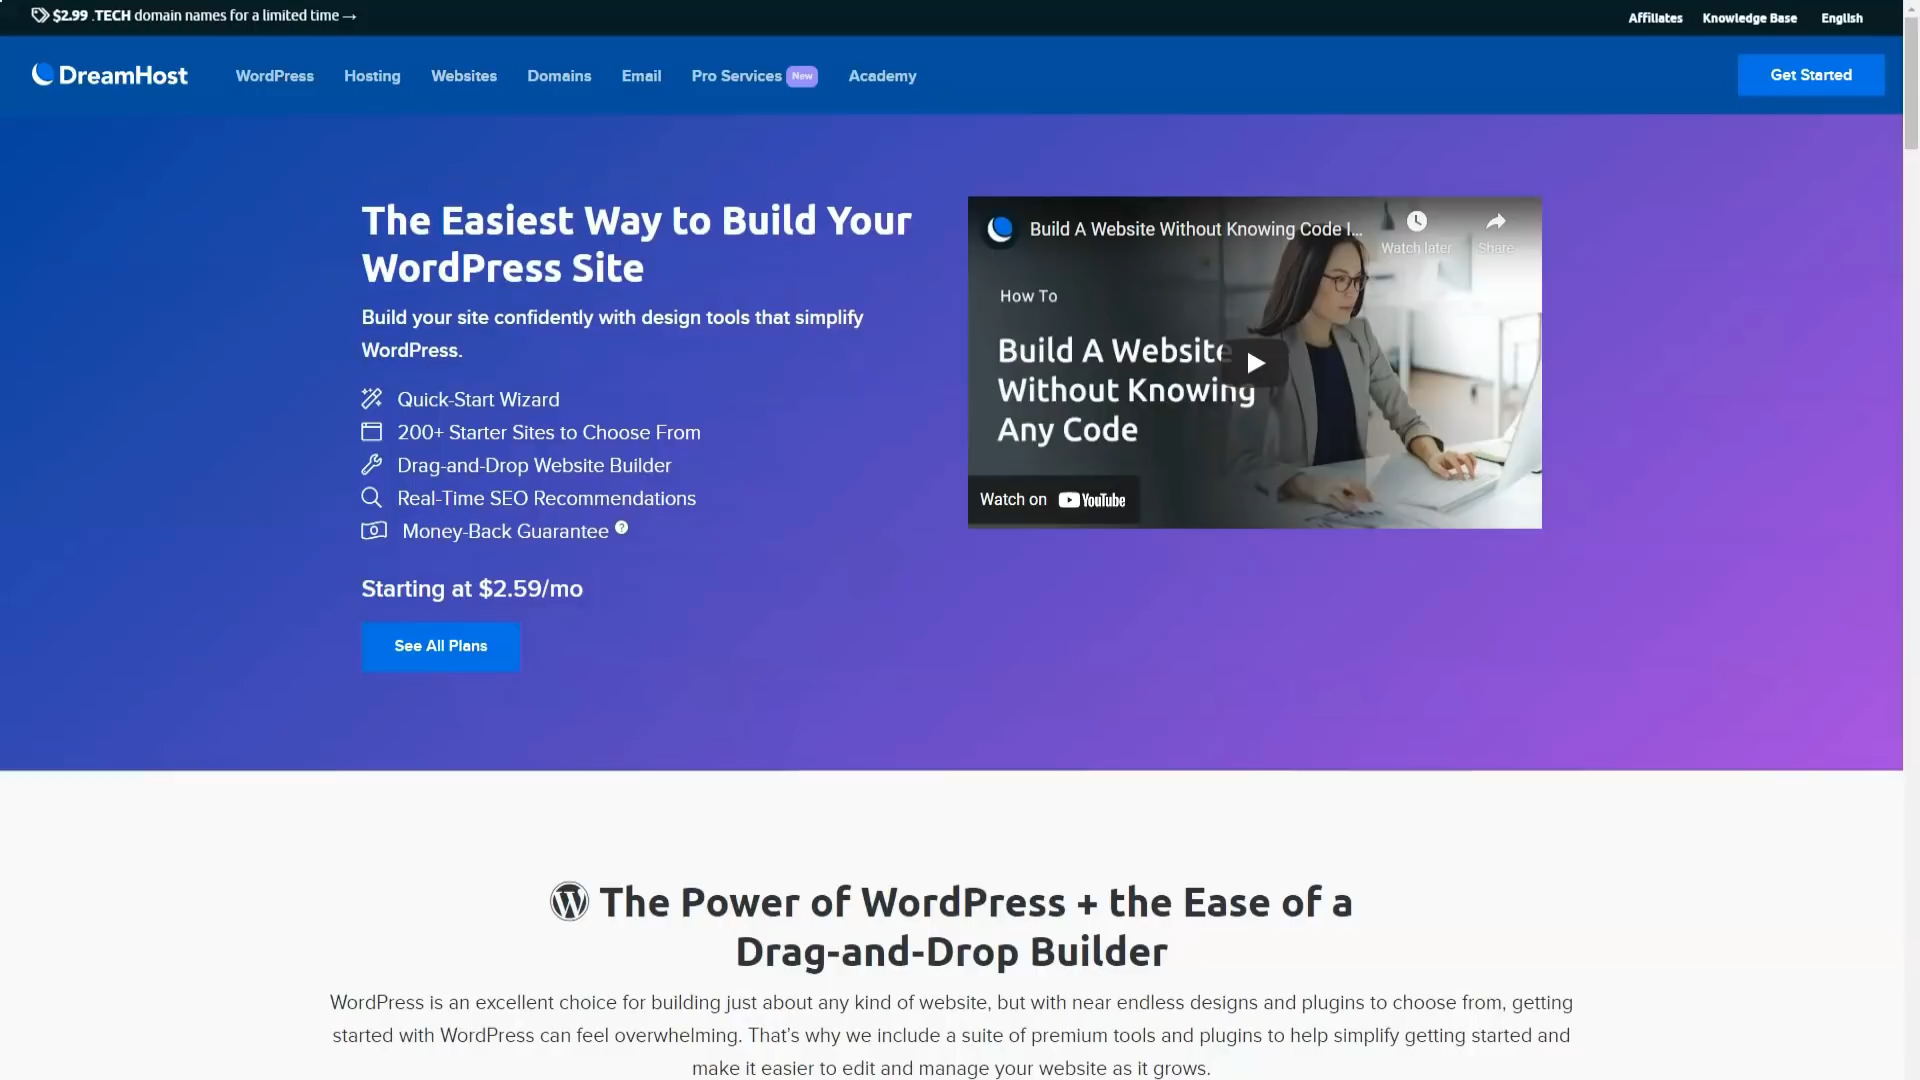 $2.99 .TECH domain names for a limited time →
Affiliates Knowledge Base English
DreamHost WordPress Hosting Websites Domains Email Pro Services New Academy Get Started
The Easiest Way to Build Your
WordPress Site
Build your site confidently with design tools that simplify
WordPress.
Quick-Start Wizard
200+ Starter Sites to Choose From
Drag-and-Drop Website Builder
Real-Time SEO Recommendations
Money-Back Guarantee ?
Starting at $2.59/mo
See All Plans
Build A Website Without Knowing Code I...
Watch later Share
How To
Build A Website
Without Knowing
Any Code
Watch on YouTube
The Power of WordPress + the Ease of a
Drag-and-Drop Builder
WordPress is an excellent choice for building just about any kind of website, but with near endless designs and plugins to choose from, getting
started with WordPress can feel overwhelming. That's why we include a suite of premium tools and plugins to help simplify getting started and
make it easier to edit and manage your website as it grows.